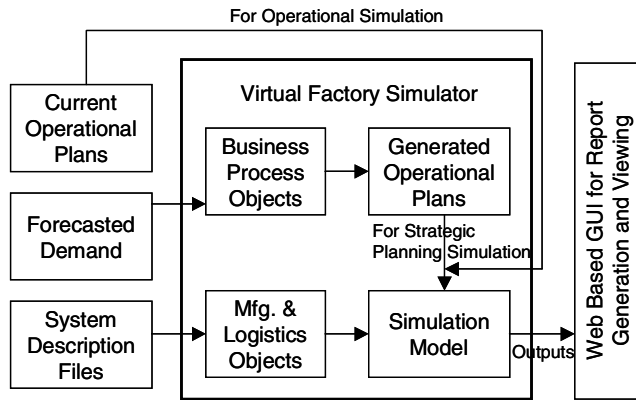 For Operational Simulation
Current
Operational
Plans
Virtual Factory Simulator
Business
Process
Objects
Generated
Operational
Plans
Forecasted
Demand
For Strategic
Planning Simulation
System
Description
Files
Mfg. &
Logistics
Objects
Simulation
Model
Outputs
Web Based GUI for Report
Generation and Viewing